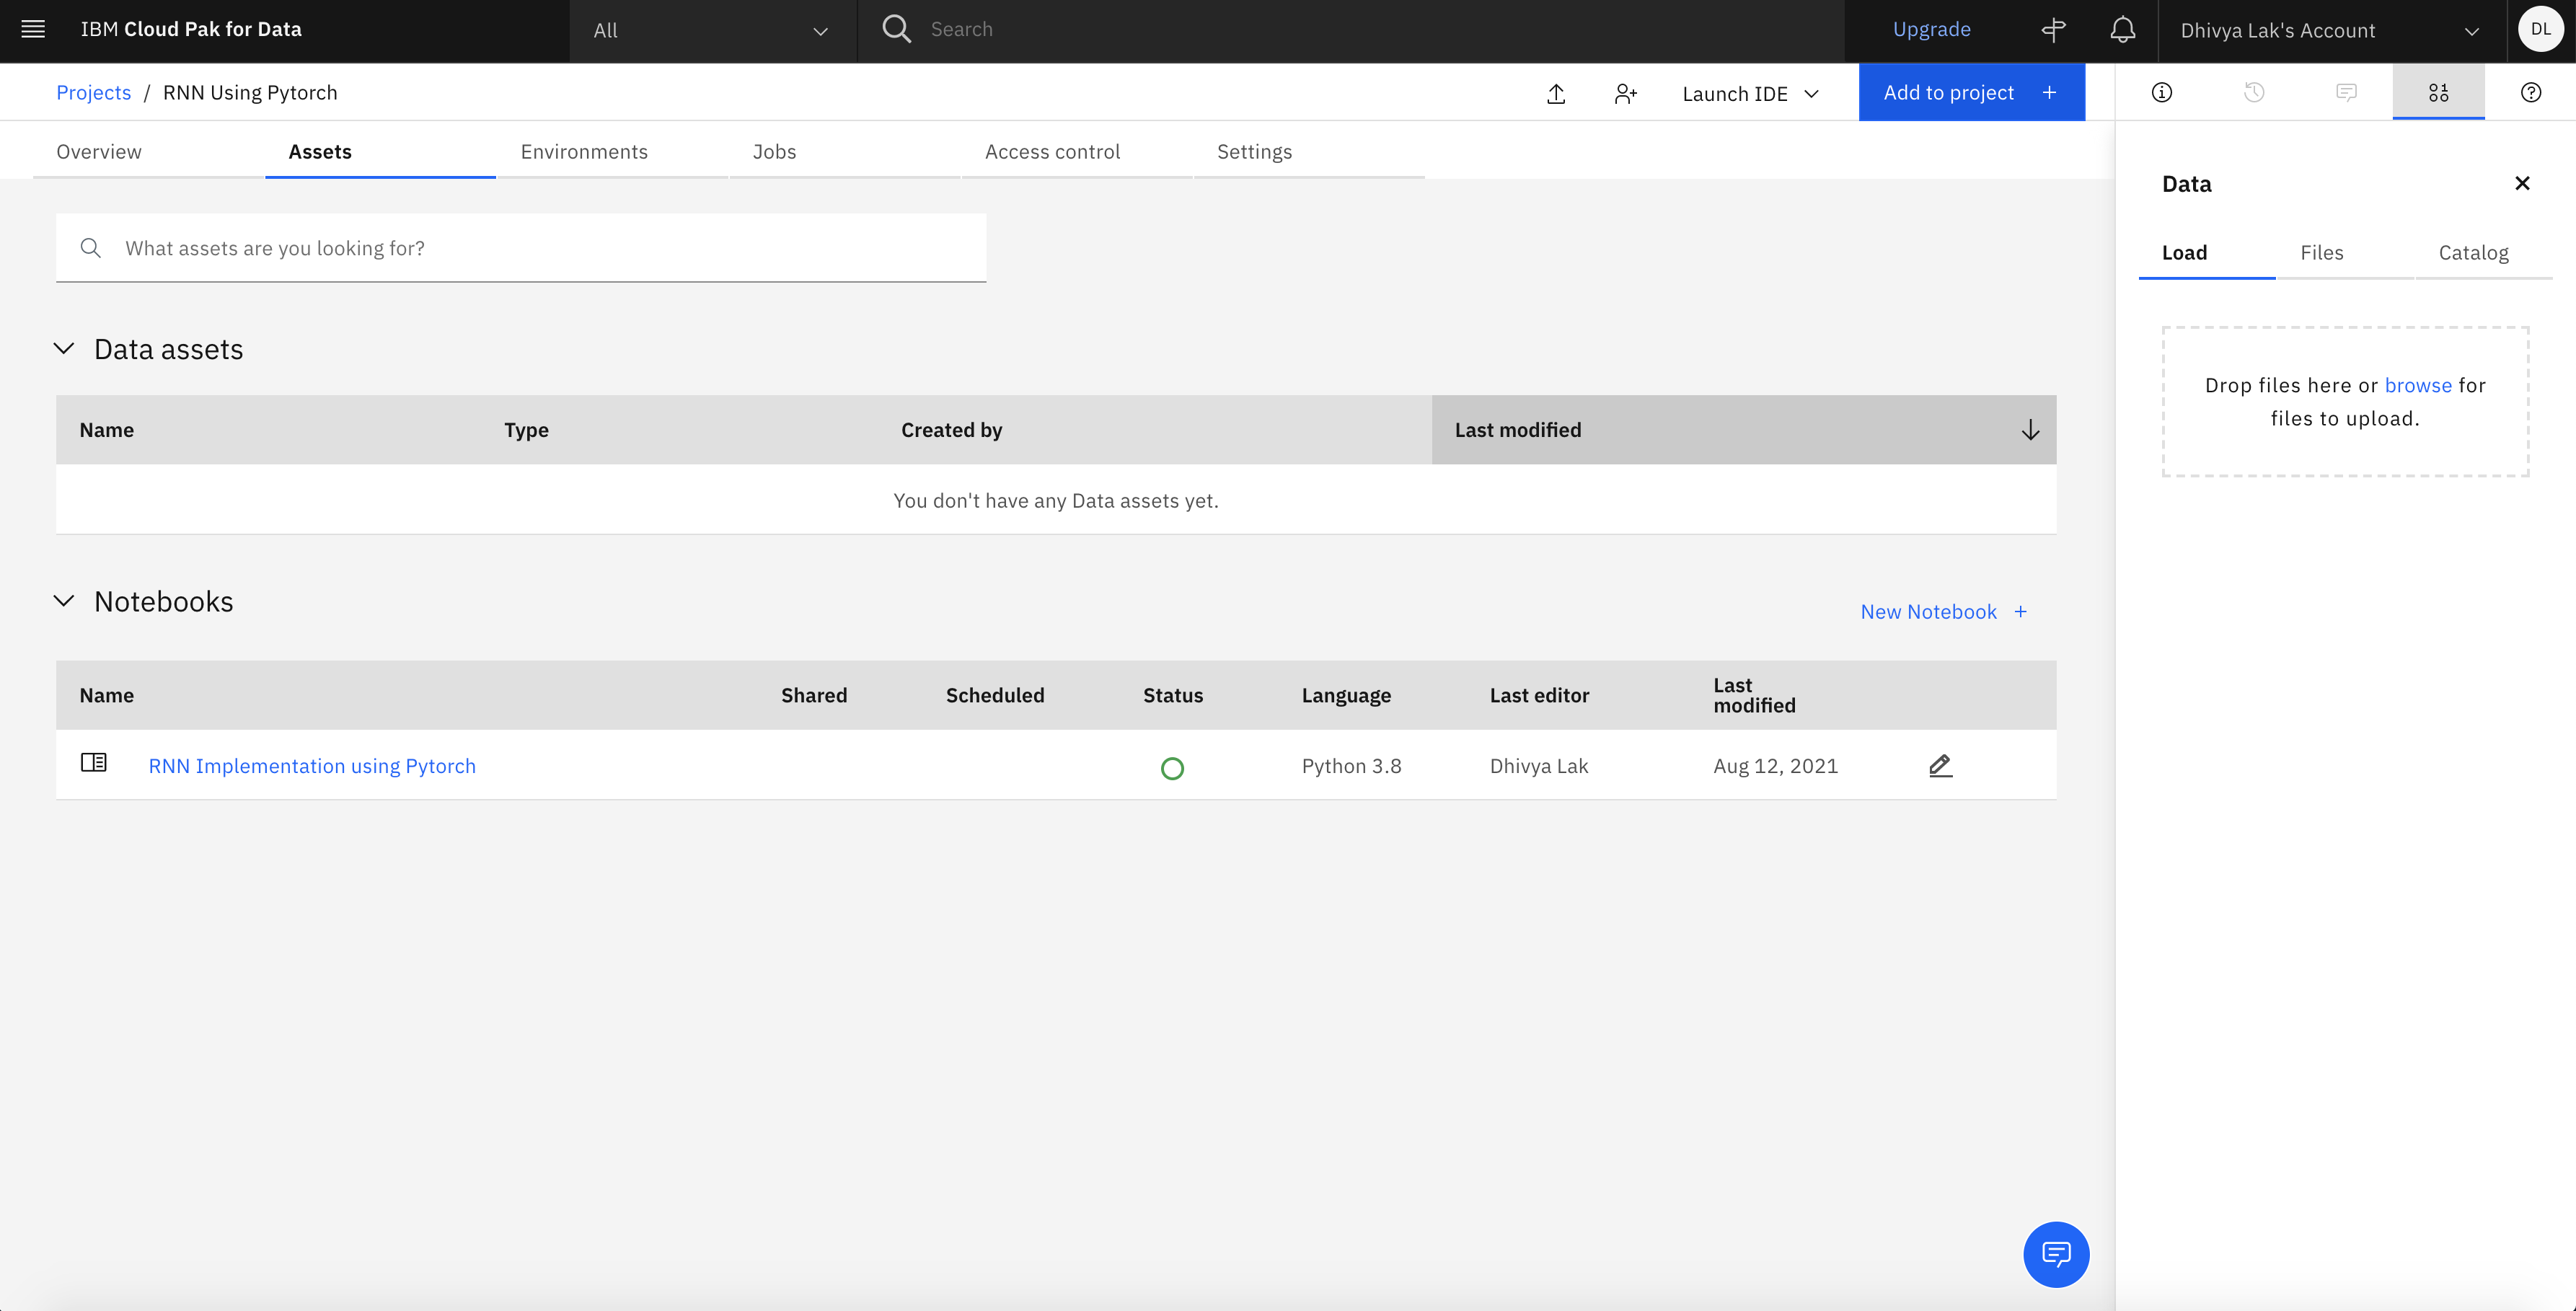 IBM Cloud Pak for Data
All
Search
Upgrade
Dhivya Lak's Account
DL
Projects / RNN Using Pytorch
Launch IDE
Add to project +
Overview
Assets
Environments
Jobs
Access control
Settings
What assets are you looking for?
Data assets
Name Type Created by Last modified
You don't have any Data assets yet.
Notebooks
New Notebook +
Name Shared Scheduled Status Language Last editor Last
modified
RNN Implementation using Pytorch Python 3.8 Dhivya Lak Aug 12, 2021
Data
Load Files Catalog
Drop files here or browse for
files to upload.